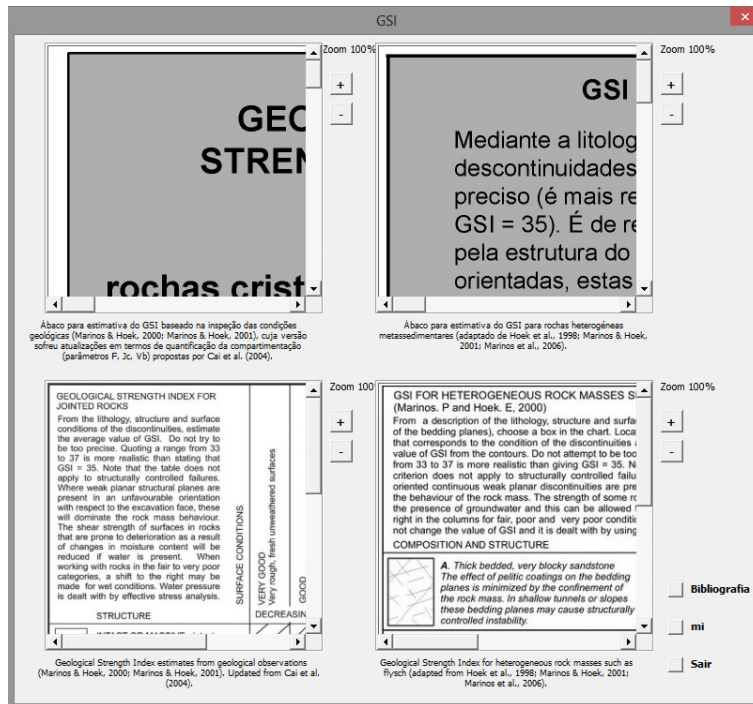 GSI
Zoom 100%
+
-
GEO
STREN
rochas crist
Ábaco para estimativa do GSI baseado na inspeção das condições
geológicas (Marinos & Hoek, 2000; Marinos & Hoek, 2001), cuja versão
sofreu atualizações em termos de quantificação da compartimentação
(parâmetros F, Jc, Vb) propostas por Cai et al. (2004).
Zoom 100%
+
-
GSI
Mediante a litolog
descontinuidades
preciso (é mais re
GSI = 35). É de re
pela estrutura do
orientadas, estas
Ábaco para estimativa do GSI para rochas heterogéneas
metassedimentares (adaptado de Hoek et al., 1998; Marinos & Hoek,
2001; Marinos et al., 2006).
Zoom 100
+
-
GEOLOGICAL STRENGTH INDEX FOR
JOINTED ROCKS
From the lithology, structure and surface
conditions of the discontinuities, estimate
the average value of GSI. Do not try to
be too precise. Quoting a range from 33
to 37 is more realistic than stating that
GSI = 35. Note that the table does not
apply to structurally controlled failures.
Where weak planar structural planes are
present in an unfavourable orientation
with respect to the excavation face, these
will dominate the rock mass behaviour.
The shear strength of surfaces in rocks
that are prone to deterioration as a result
of changes in moisture content will be
reduced if water is present. When
working with rocks in the fair to very poor
categories, a shift to the right may be
made for wet conditions. Water pressure
is dealt with by effective stress analysis.
STRUCTURE
SURFACE CONDITIONS
VERY GOOD
Very rough, fresh unweathered surfaces
GOOD
DECREASIN
Geological Strength Index estimates from geological observations
(Marinos & Hoek, 2000; Marinos & Hoek, 2001). Updated from Cai et al.
(2004).
Zoom 100%
+
-
GSI FOR HETEROGENEOUS ROCK MASSES S
(Marinos. P and Hoek. E, 2000)
From a description of the lithology, structure and surfa
of the bedding planes), choose a box in the chart. Loca
that corresponds to the condition of the discontinuities
value of GSI from the contours. Do not attempt to be too
from 33 to 37 is more realistic than giving GSI = 35. N
criterion does not apply to structurally controlled failu
oriented continuous weak planar discontinuities are pre
the behaviour of the rock mass. The strength of some ro
the presence of groundwater and this can be allowed
right in the columns for fair, poor and very poor conditio
not change the value of GSI and it is dealt with by using
COMPOSITION AND STRUCTURE
A. Thick bedded, very blocky sandstone
The effect of pelitic coatings on the bedding
planes is minimized by the confinement of
the rock mass. In shallow tunnels or slopes
these bedding planes may cause structurally
controlled instability.
Geological Strength Index for heterogeneous rock masses such as
flysch (adapted from Hoek et al., 1998; Marinos & Hoek, 2001;
Marinos et al., 2006).
Bibliografia
mi
Sair